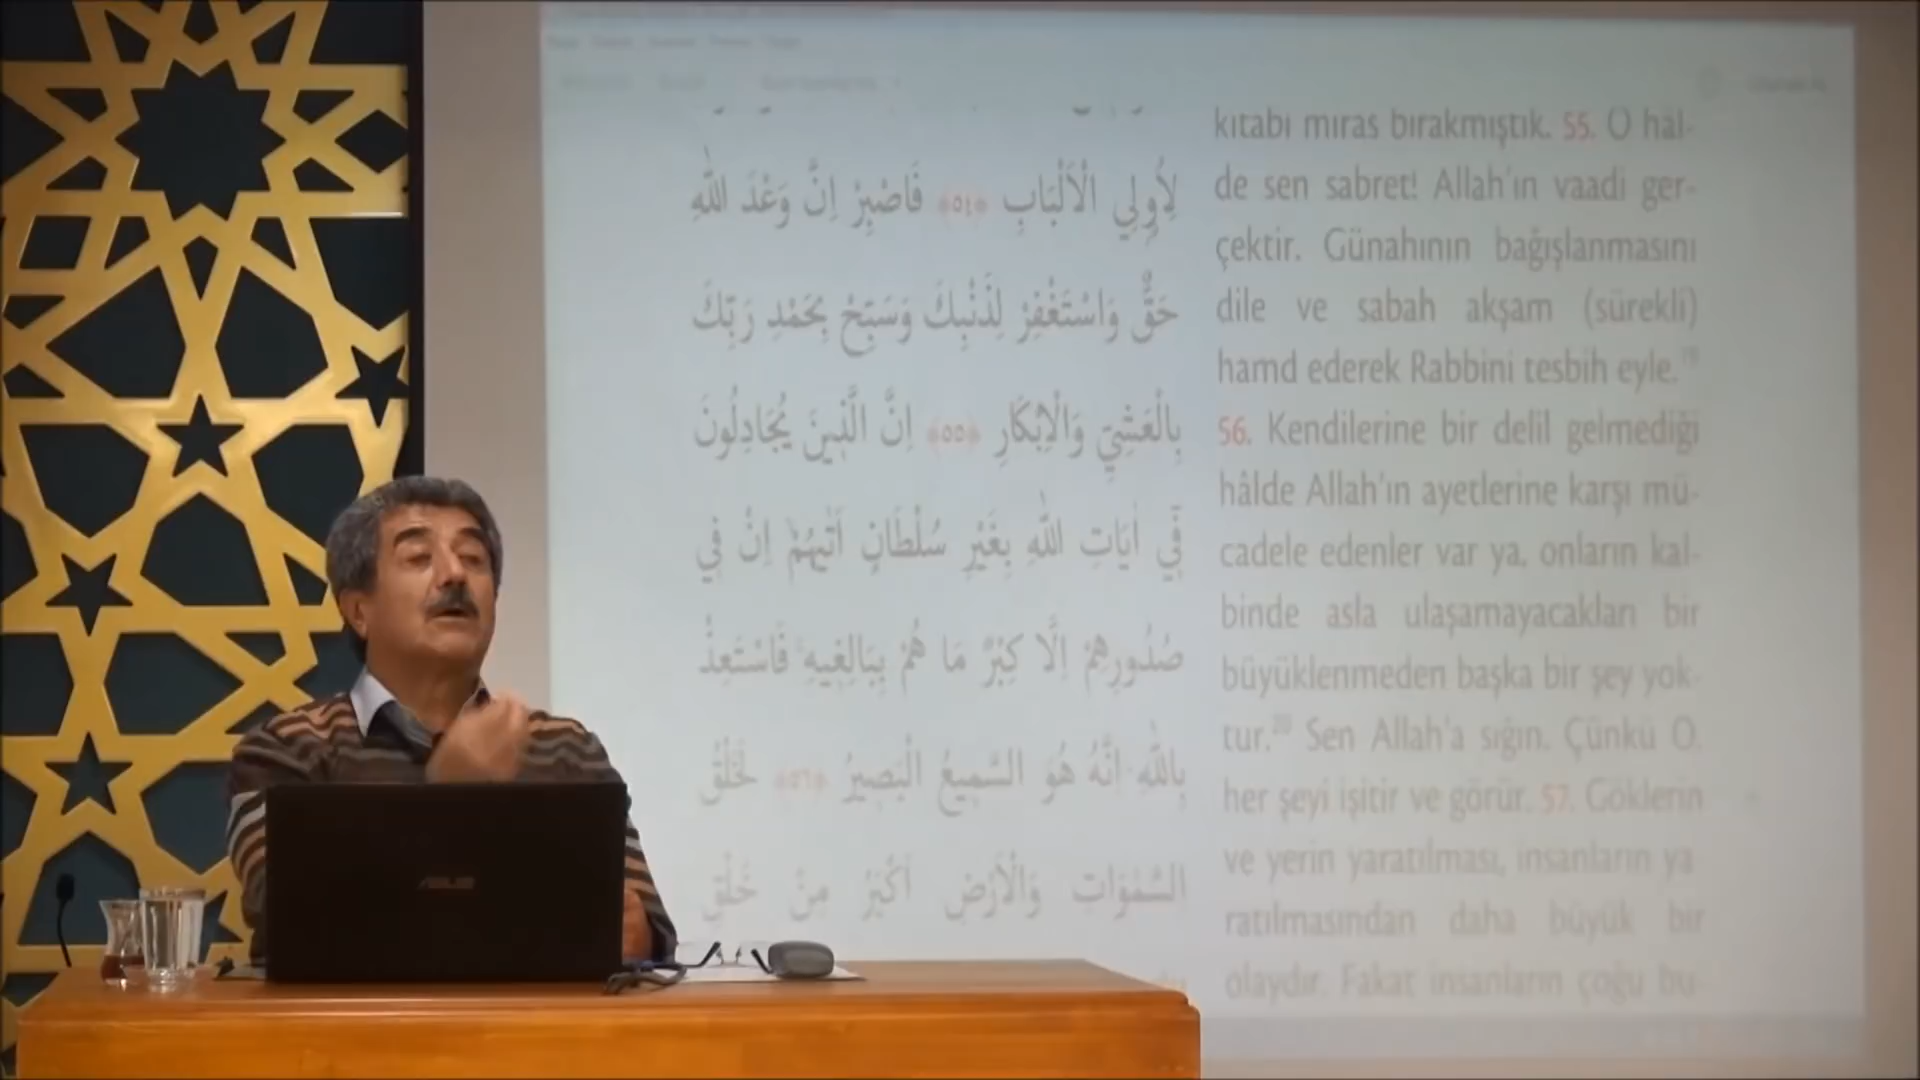 لِاُو۬لِي الْاَلْبَابِ ﴿٥٤﴾ فَاصْبِرْ اِنَّ وَعْدَ اللّٰهِ
حَقٌّ وَاسْتَغْفِرْ لِذَنْبِكَ وَسَبِّحْ بِحَمْدِ رَبِّكَ
بِالْعَشِيِّ وَالْاِبْكَارِ ﴿٥٥﴾ اِنَّ الَّذ۪ينَ يُجَادِلُونَ
ف۪ٓي اٰيَاتِ اللّٰهِ بِغَيْرِ سُلْطَانٍ اَتٰيهُمْ اِنْ ف۪ي
صُدُورِهِمْ اِلَّا كِبْرٌ مَا هُمْ بِبَالِغ۪يهِ فَاسْتَعِذْ
بِاللّٰهِ اِنَّهُ هُوَ السَّم۪يعُ الْبَص۪يرُ ﴿٥٦﴾ لَخَلْقُ
السَّمٰوَاتِ وَالْاَرْضِ اَكْبَرُ مِنْ خَلْقِ
kitabı miras bırakmıştık. 55. O hâl-
de sen sabret! Allah'ın vaadi ger-
çektir. Günahının bağışlanmasını
dile ve sabah akşam (sürekli)
hamd ederek Rabbini tesbih eyle.
56. Kendilerine bir delil gelmediği
hâlde Allah'ın ayetlerine karşı mü-
cadele edenler var ya, onların kal-
binde asla ulaşamayacakları bir
büyüklenmeden başka bir şey yok-
tur. Sen Allah'a sığın. Çünkü O,
her şeyi işitir ve görür. 57. Göklerin
ve yerin yaratılması, insanların ya
ratılmasından daha büyük bir
olaydır. Fakat insanların çoğu bu-
ASUS